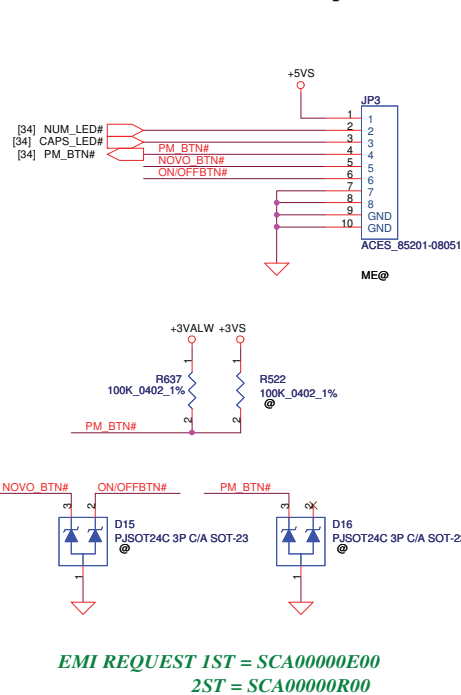 +5VS
JP3
[34] NUM_LED#
[34] CAPS_LED#
[34] PM_BTN#
PM_BTN#
NOVO_BTN#
ON/OFFBTN#
1 1
2 2
3 3
4 4
5 5
6 6
7 7
8 8
9 GND
10 GND
ACES_85201-08051
ME@
+3VALW +3VS
1 1
R637
100K_0402_1%
R522
100K_0402_1%
@
2 2
PM_BTN#
NOVO_BTN# ON/OFFBTN# PM_BTN#
3 2 3 2
D15
PJSOT24C 3P C/A SOT-23
@
D16
PJSOT24C 3P C/A SOT-23
@
1 1
EMI REQUEST 1ST = SCA00000E00
2ST = SCA00000R00